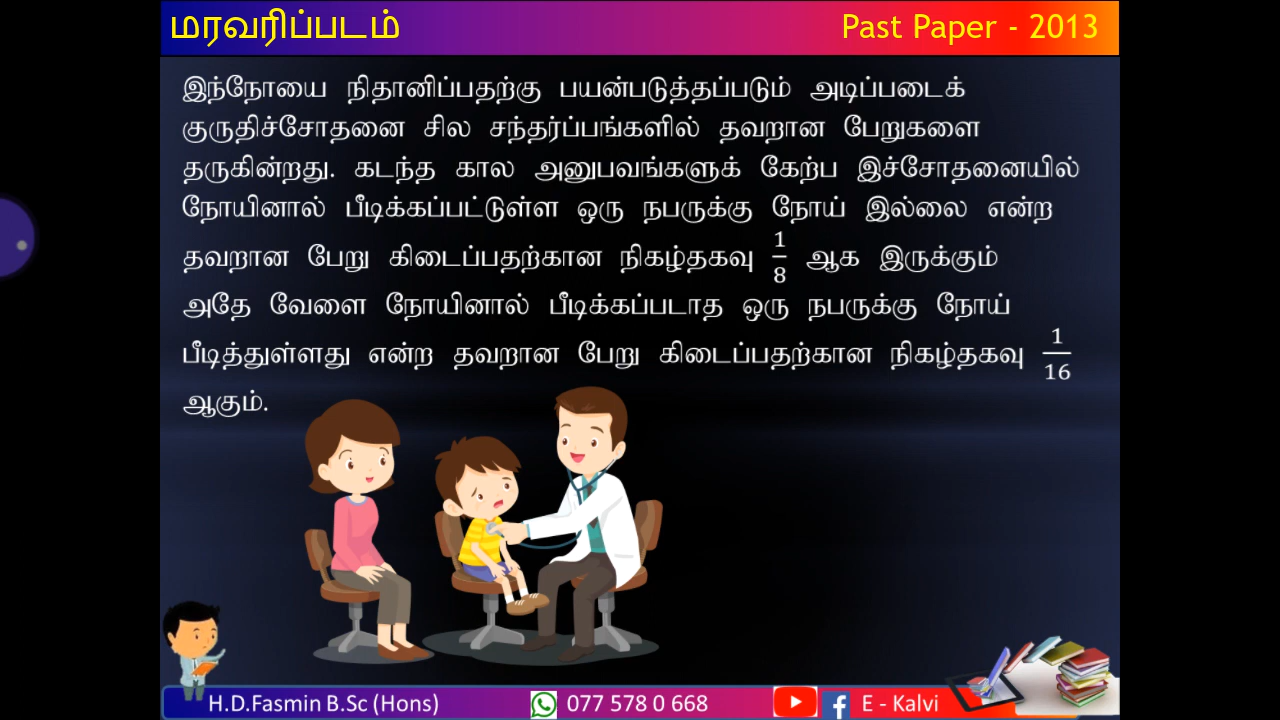 மரவரிப்படம்
Past Paper - 2013
இந்நோயை நிதானிப்பதற்கு பயன்படுத்தப்படும் அடிப்படைக்
குருதிச்சோதனை சில சந்தர்ப்பங்களில் தவறான பேறுகளை
தருகின்றது. கடந்த கால அனுபவங்களுக் கேற்ப இச்சோதனையில்
நோயினால் பீடிக்கப்பட்டுள்ள ஒரு நபருக்கு நோய் இல்லை என்ற
தவறான பேறு கிடைப்பதற்கான நிகழ்தகவு 1/8 ஆக இருக்கும்
அதே வேளை நோயினால் பீடிக்கப்படாத ஒரு நபருக்கு நோய்
பீடித்துள்ளது என்ற தவறான பேறு கிடைப்பதற்கான நிகழ்தகவு 1/16
ஆகும்.
H.D.Fasmin B.Sc (Hons)
077 578 0 668
E - Kalvi